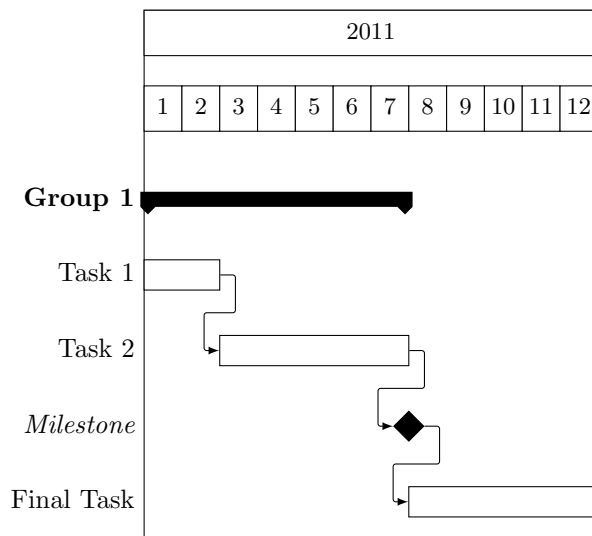 2011
1 2 3 4 5 6 7 8 9 10 11 12
Group 1
Task 1
Task 2
Milestone
Final Task